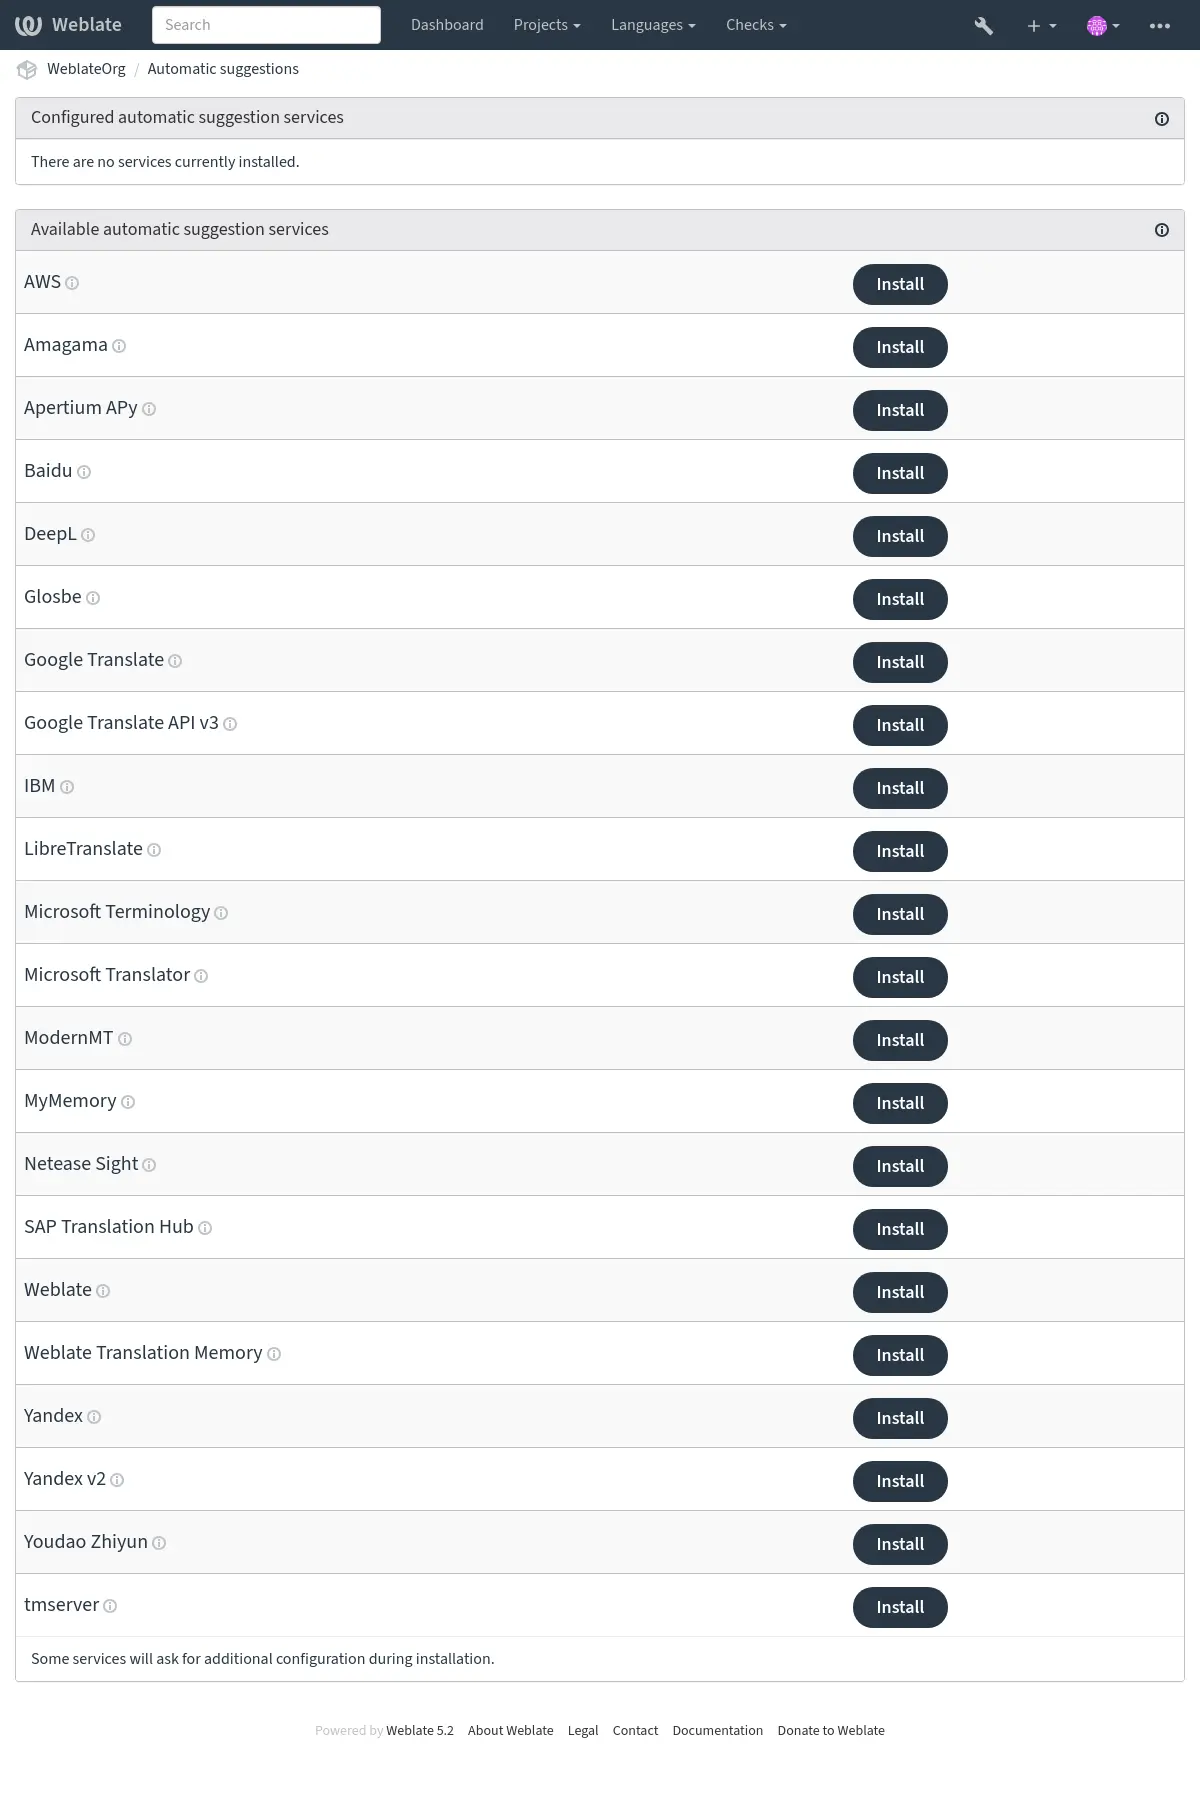 Weblate Search Dashboard Projects Languages Checks
WeblateOrg / Automatic suggestions
Configured automatic suggestion services
There are no services currently installed.
Available automatic suggestion services
AWS Install
Amagama Install
Apertium APy Install
Baidu Install
DeepL Install
Glosbe Install
Google Translate Install
Google Translate API v3 Install
IBM Install
LibreTranslate Install
Microsoft Terminology Install
Microsoft Translator Install
ModernMT Install
MyMemory Install
Netease Sight Install
SAP Translation Hub Install
Weblate Install
Weblate Translation Memory Install
Yandex Install
Yandex v2 Install
Youdao Zhiyun Install
tmserver Install
Some services will ask for additional configuration during installation.
Powered by Weblate 5.2 About Weblate Legal Contact Documentation Donate to Weblate